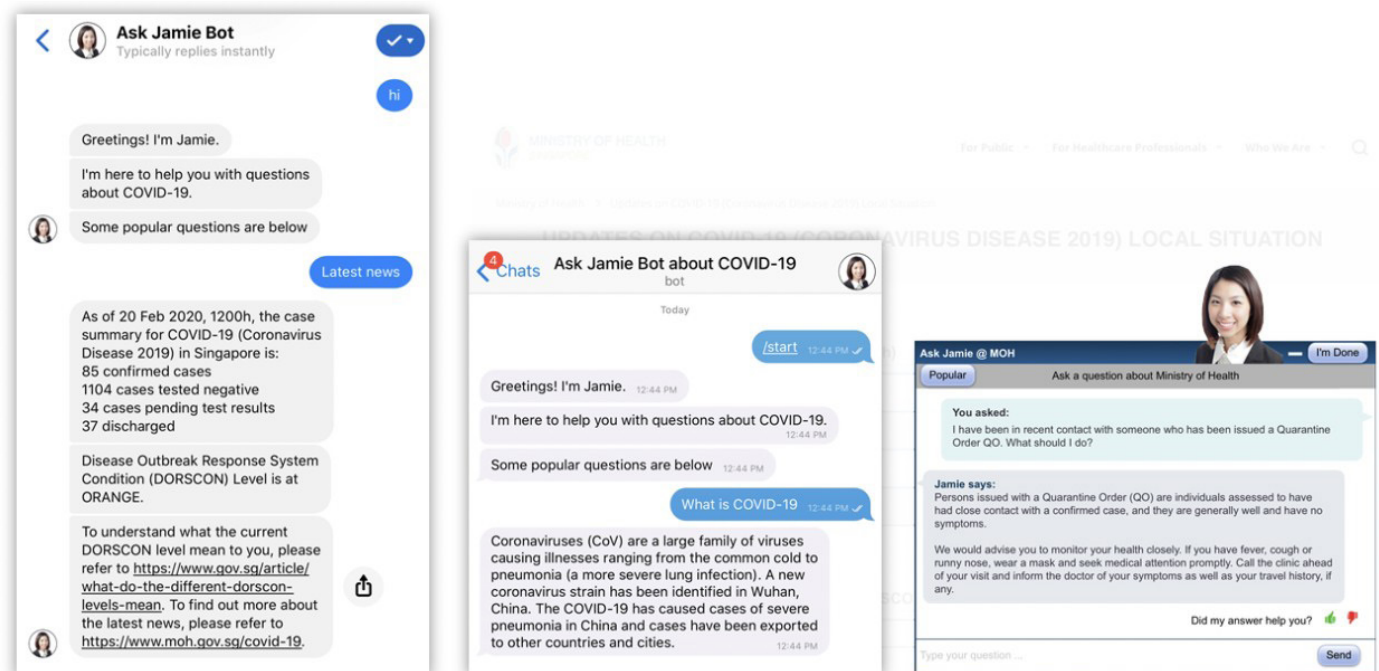 Ask Jamie Bot
Typically replies instantly
hi
Greetings! I'm Jamie.
I'm here to help you with questions
about COVID-19.
Some popular questions are below
Latest news
As of 20 Feb 2020, 1200h, the case
summary for COVID-19 (Coronavirus
Disease 2019) in Singapore is:
85 confirmed cases
1104 cases tested negative
34 cases pending test results
37 discharged
Disease Outbreak Response System
Condition (DORSCON) Level is at
ORANGE.
To understand what the current
DORSCON level mean to you, please
refer to https://www.gov.sg/article/
what-do-the-different-dorscon-
levels-mean. To find out more about
the latest news, please refer to
https://www.moh.gov.sg/covid-19.
4
Chats
Ask Jamie Bot about COVID-19
bot
Today
/start 12:44 PM
Greetings! I'm Jamie. 12:44 PM
I'm here to help you with questions about COVID-19.
12:44 PM
Some popular questions are below 12:44 PM
What is COVID-19 12:44 PM
Coronaviruses (CoV) are a large family of viruses
causing illnesses ranging from the common cold to
pneumonia (a more severe lung infection). A new
coronavirus strain has been identified in Wuhan,
China. The COVID-19 has caused cases of severe
pneumonia in China and cases have been exported
to other countries and cities. 12:44 PM
MINISTRY OF HEALTH
SINGAPORE
For Public
For Healthcare Professionals
Who We Are
UPDATES ON COVID-19 (CORONAVIRUS DISEASE 2019) LOCAL SITUATION
Ask Jamie @ MOH
I'm Done
Popular
Ask a question about Ministry of Health
You asked:
I have been in recent contact with someone who has been issued a Quarantine
Order QO. What should I do?
Jamie says:
Persons issued with a Quarantine Order (QO) are individuals assessed to have
had close contact with a confirmed case, and they are generally well and have no
symptoms.
We would advise you to monitor your health closely. If you have fever, cough or
runny nose, wear a mask and seek medical attention promptly. Call the clinic ahead
of your visit and inform the doctor of your symptoms as well as your travel history, if
any.
Did my answer help you?
Type your question ...
Send